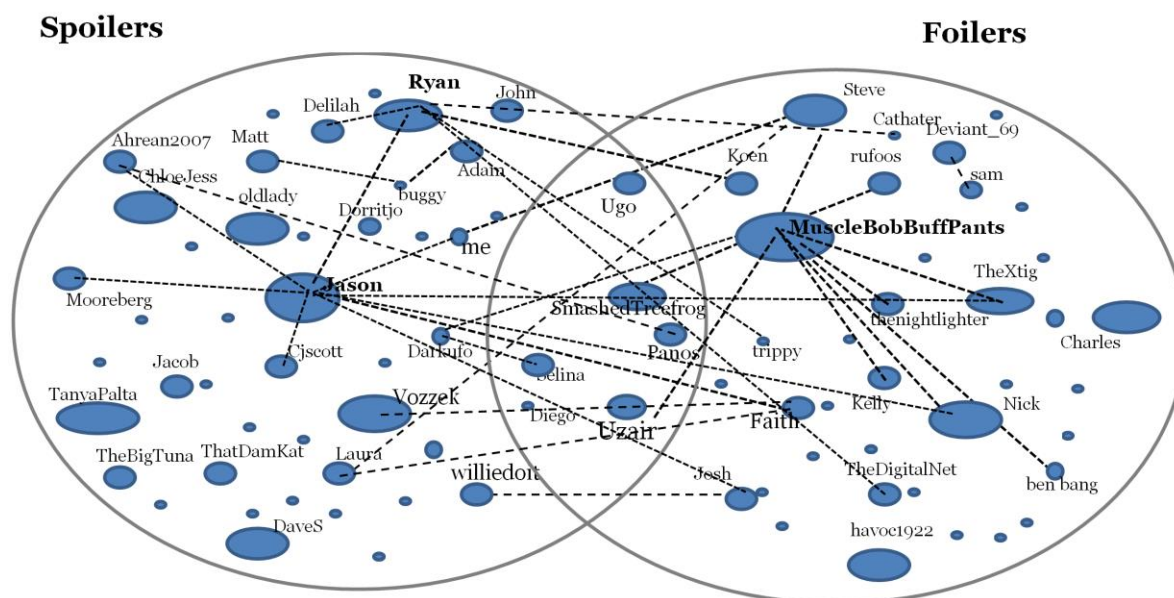 Spoilers
Foilers
Ryan
John
Steve
Delilah
Cathater
Deviant_69
Matt
Ahrean2007
Koen
rufoos
ChloeJess
Adam
sam
oldlady
buggy
Ugo
Dorritjo
me
MuscleBobBuffPants
Jason
TheXtig
Mooreberg
SmashedTreefrog
thenightlighter
Charles
Cjscott
Darkufo
Panos
trippy
Jacob
Selina
TanyaPalta
Vozzek
Diego
Kelly
Nick
Uzair
Faith
TheBigTuna
ThatDamKat
Laura
williedoit
Josh
TheDigitalNet
ben bang
DaveS
havoc1922